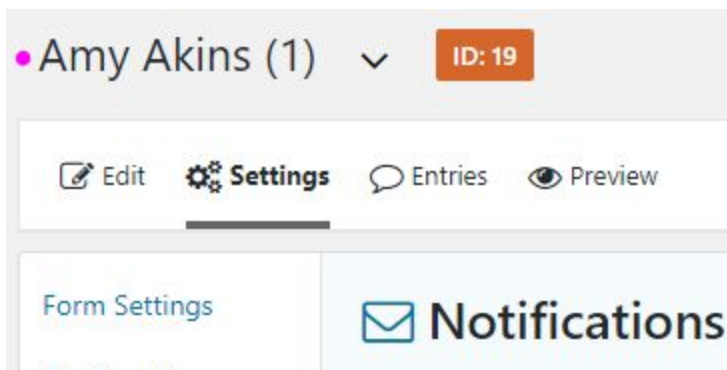 Amy Akins (1) ID: 19
Edit Settings Entries Preview
Form Settings
Notifications